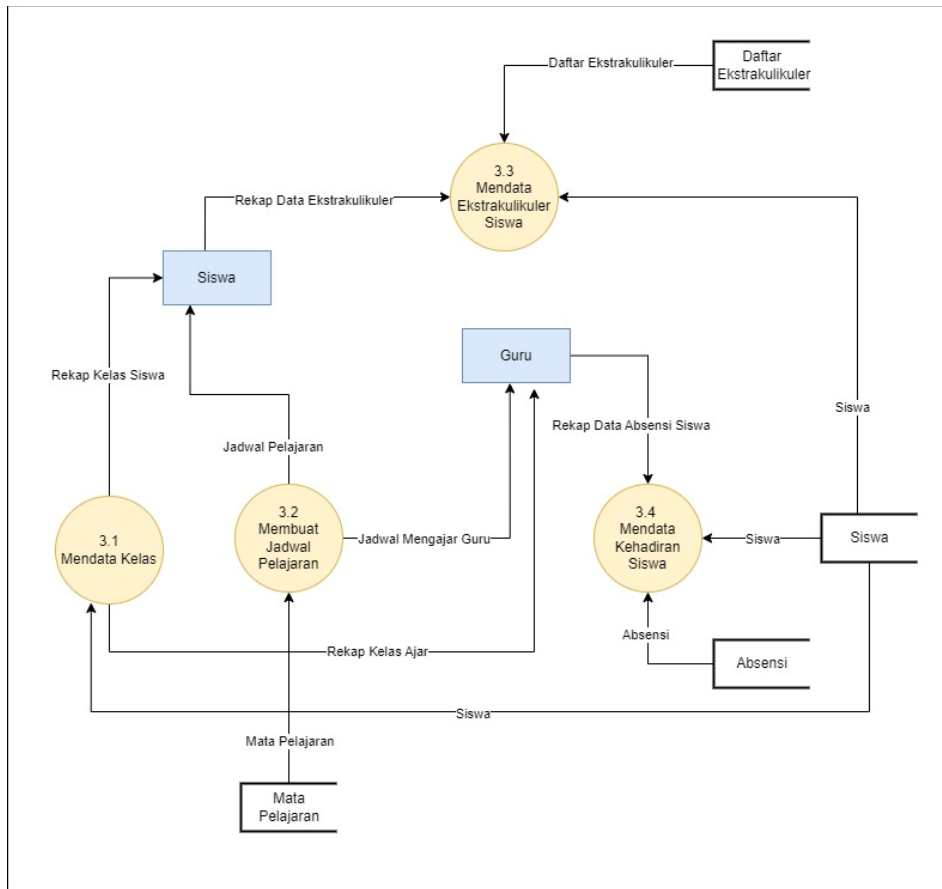 Daftar Ekstrakulikuler
Daftar
Ekstrakulikuler
3.3
Mendata
Ekstrakulikuler
Siswa
Rekap Data Ekstrakulikuler
Siswa
Guru
Rekap Kelas Siswa
Siswa
Rekap Data Absensi Siswa
Jadwal Pelajaran
3.1
Mendata Kelas
3.2
Membuat
Jadwal
Pelajaran
Jadwal Mengajar Guru
3.4
Mendata
Kehadiran
Siswa
Siswa
Siswa
Absensi
Absensi
Rekap Kelas Ajar
Siswa
Mata Pelajaran
Mata
Pelajaran